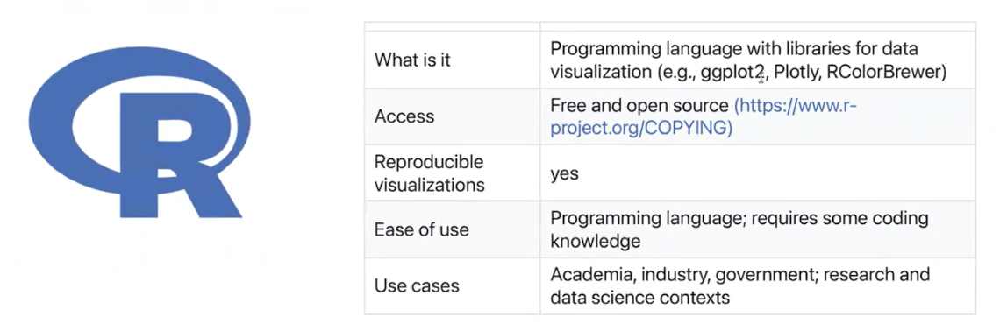 R
What is it
Programming language with libraries for data
visualization (e.g., ggplot2, Plotly, RColorBrewer)
Access
Free and open source (https://www.r-
project.org/COPYING)
Reproducible
visualizations
yes
Ease of use
Programming language; requires some coding
knowledge
Use cases
Academia, industry, government; research and
data science contexts